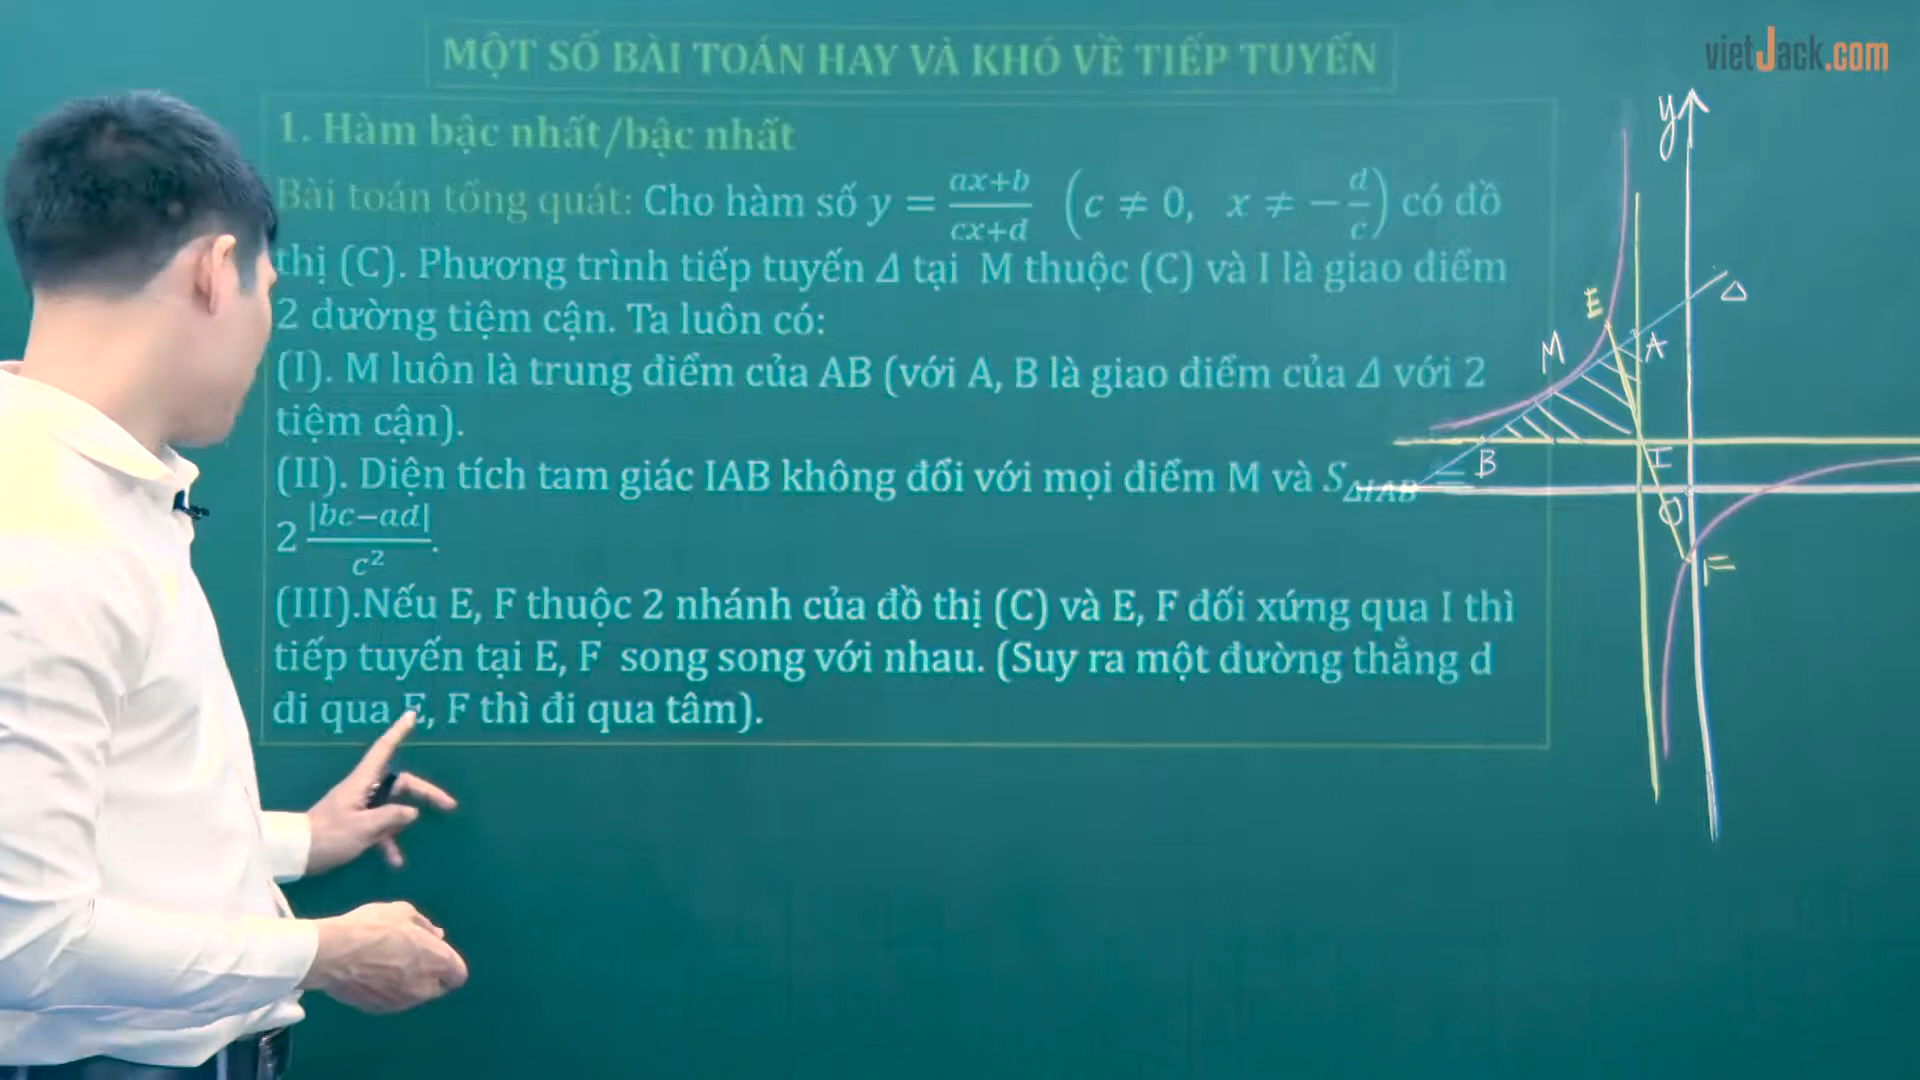 vietJack.com
MỘT SỐ BÀI TOÁN HAY VÀ KHÓ VỀ TIẾP TUYẾN
1. Hàm bậc nhất/bậc nhất
Bài toán tổng quát: Cho hàm số y = \frac{ax+b}{cx+d} (c ≠ 0, x ≠ −\frac{d}{c}) có đồ
thị (C). Phương trình tiếp tuyến Δ tại M thuộc (C) và I là giao điểm
2 đường tiệm cận. Ta luôn có:
(I). M luôn là trung điểm của AB (với A, B là giao điểm của Δ với 2
tiệm cận).
(II). Diện tích tam giác IAB không đổi với mọi điểm M và S_{ΔIAB} =
2 \frac{|bc−ad|}{c²}.
(III).Nếu E, F thuộc 2 nhánh của đồ thị (C) và E, F đối xứng qua I thì
tiếp tuyến tại E, F song song với nhau. (Suy ra một đường thẳng d
đi qua E, F thì đi qua tâm).
y
Δ
E
M
A
B
I
O
F